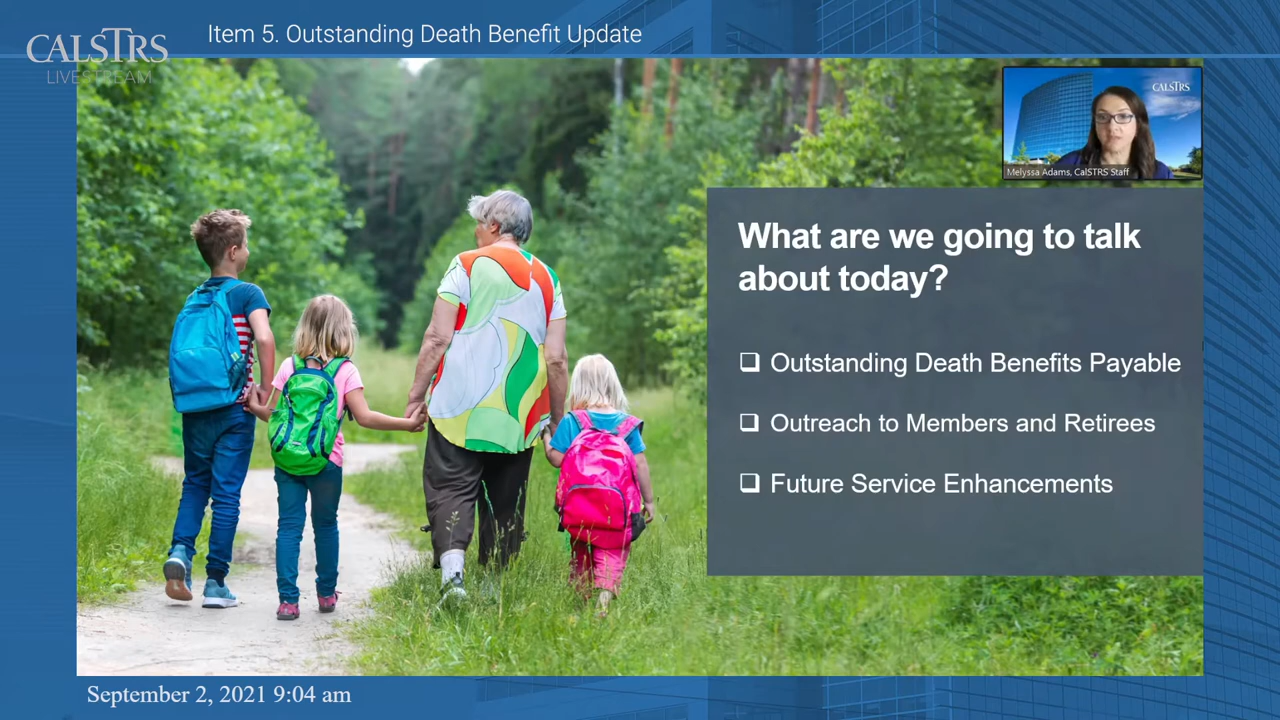 Item 5. Outstanding Death Benefit Update
CALSTRS
LIVESTREAM
CALSTRS
Melyssa Adams, CalSTRS Staff
What are we going to talk
about today?
❑ Outstanding Death Benefits Payable
❑ Outreach to Members and Retirees
❑ Future Service Enhancements
September 2, 2021 9:04 am